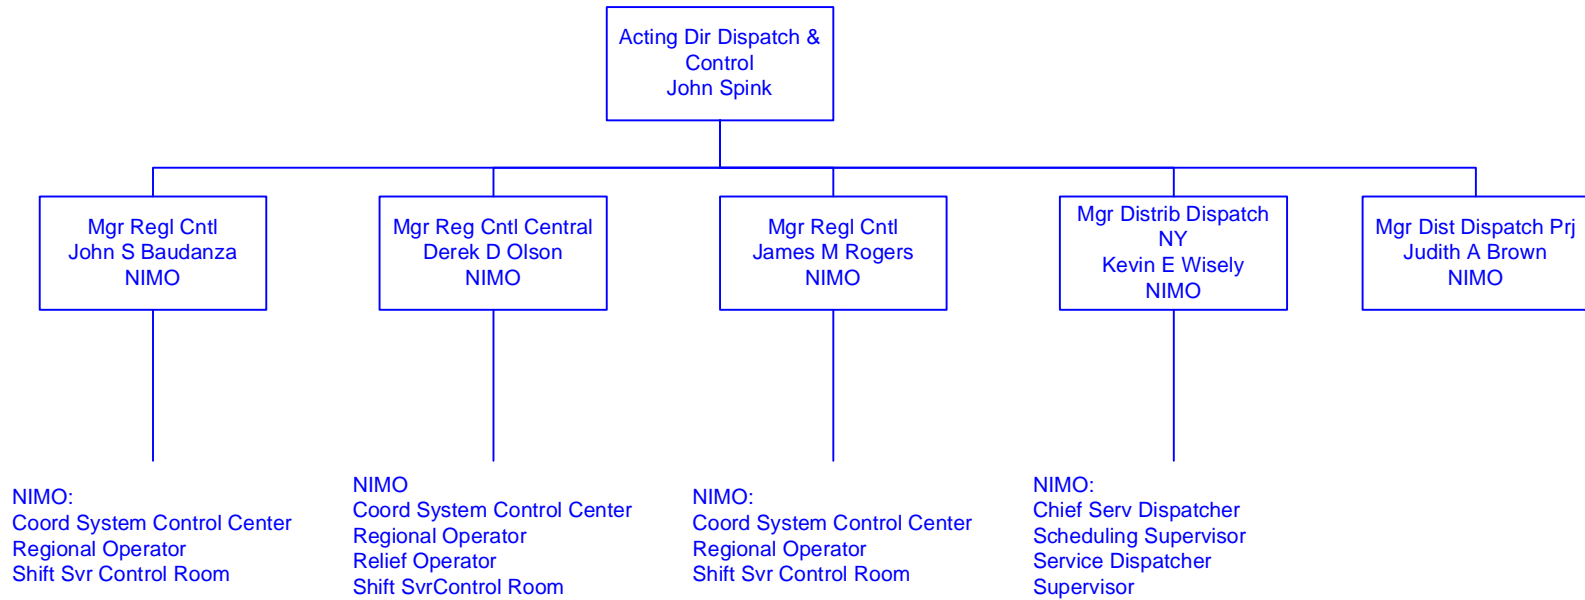 Acting Dir Dispatch &
Control
John Spink
Mgr Regl Cntl
John S Baudanza
NIMO
Mgr Reg Cntl Central
Derek D Olson
NIMO
Mgr Regl Cntl
James M Rogers
NIMO
Mgr Distrib Dispatch
NY
Kevin E Wisely
NIMO
Mgr Dist Dispatch Prj
Judith A Brown
NIMO
NIMO:
Coord System Control Center
Regional Operator
Shift Svr Control Room
NIMO
Coord System Control Center
Regional Operator
Relief Operator
Shift SvrControl Room
NIMO:
Coord System Control Center
Regional Operator
Shift Svr Control Room
NIMO:
Chief Serv Dispatcher
Scheduling Supervisor
Service Dispatcher
Supervisor